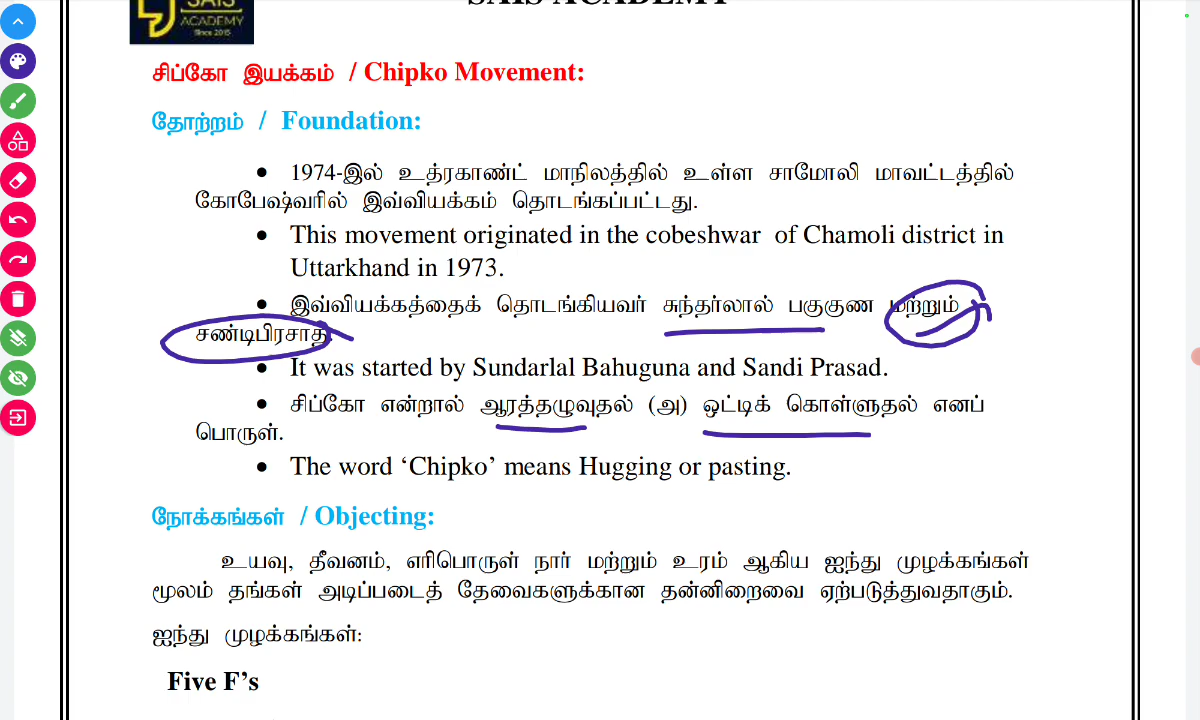 SAIS
ACADEMY
Since 2015
SAIS ACADEMY
சிப்கோ இயக்கம் / Chipko Movement:
தோற்றம் / Foundation:
• 1974-இல் உத்ரகாண்ட் மாநிலத்தில் உள்ள சாமோலி மாவட்டத்தில்
கோபேஷ்வரில் இவ்வியக்கம் தொடங்கப்பட்டது.
• This movement originated in the cobeshwar of Chamoli district in
Uttarkhand in 1973.
• இவ்வியக்கத்தைக் தொடங்கியவர் சுந்தர்லால் பகுகுண மற்றும்
சண்டிபிரசாத்.
• It was started by Sundarlal Bahuguna and Sandi Prasad.
• சிப்கோ என்றால் ஆரத்தழுவுதல் (அ) ஒட்டிக் கொள்ளுதல் எனப்
பொருள்.
• The word ‘Chipko’ means Hugging or pasting.
நோக்கங்கள் / Objecting:
உயவு, தீவனம், எரிபொருள் நார் மற்றும் உரம் ஆகிய ஐந்து முழக்கங்கள்
மூலம் தங்கள் அடிப்படைத் தேவைகளுக்கான தன்னிறைவை ஏற்படுத்துவதாகும்.
ஐந்து முழக்கங்கள்:
Five F’s